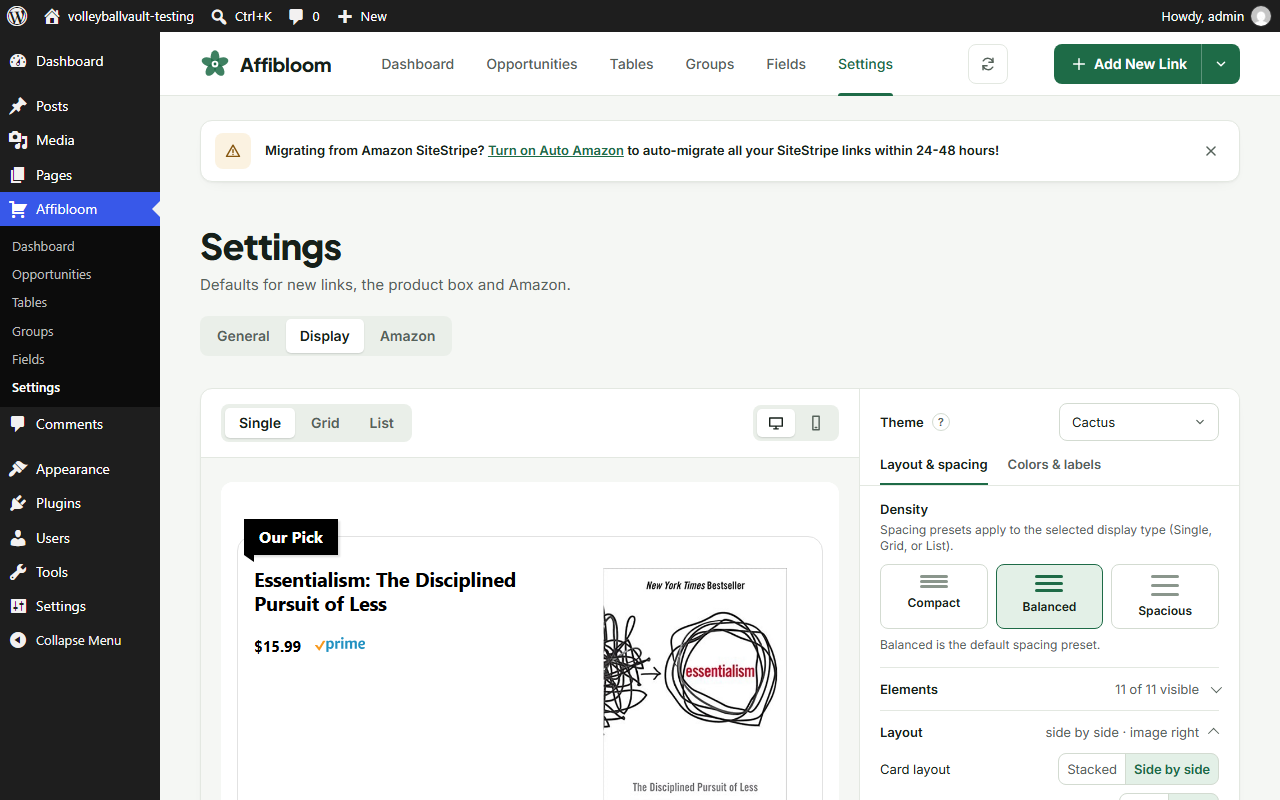 volleyballvault-testing
Ctrl+K
0
New
Howdy, admin
Dashboard
Posts
Media
Pages
Affibloom
Dashboard
Opportunities
Tables
Groups
Fields
Settings
Comments
Appearance
Plugins
Users
Tools
Settings
Collapse Menu
Affibloom
Dashboard
Opportunities
Tables
Groups
Fields
Settings
Add New Link
Migrating from Amazon SiteStripe? Turn on Auto Amazon to auto-migrate all your SiteStripe links within 24-48 hours!
Settings
Defaults for new links, the product box and Amazon.
General
Display
Amazon
Single
Grid
List
Our Pick
Essentialism: The Disciplined
Pursuit of Less
$15.99
prime
New York Times Bestseller
essentialism
The Disciplined Pursuit of Less
Theme
?
Cactus
Layout & spacing
Colors & labels
Density
Spacing presets apply to the selected display type (Single,
Grid, or List).
Compact
Balanced
Spacious
Balanced is the default spacing preset.
Elements
11 of 11 visible
Layout
side by side · image right
Card layout
Stacked
Side by side